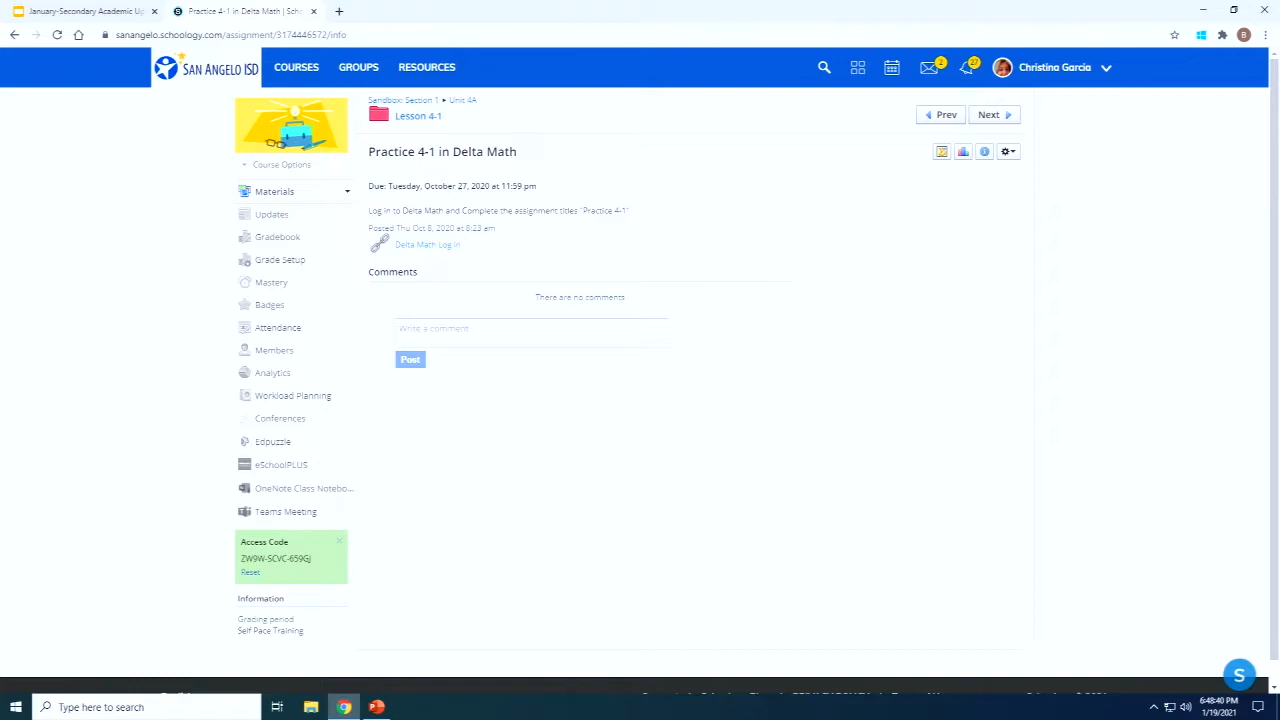 January-Secondary Academic Up
Practice 4-1 in Delta Math | Scho
sanangelo.schoology.com/assignment/3174446572/info
B
SAN ANGELO ISD
COURSES
GROUPS
RESOURCES
2
27
Christina Garcia
Sandbox: Section 1 ▸ Unit 4A
Lesson 4-1
Prev
Next
Course Options
Practice 4-1 in Delta Math
Materials
Due: Tuesday, October 27, 2020 at 11:59 pm
Updates
Log in to Delta Math and Complete the assignment titles "Practice 4-1"
Posted Thu Oct 8, 2020 at 8:23 am
Gradebook
Delta Math Log in
Grade Setup
Comments
Mastery
There are no comments
Badges
Attendance
Write a comment
Members
Post
Analytics
Workload Planning
Conferences
Edpuzzle
eSchoolPLUS
OneNote Class Notebo...
Teams Meeting
Access Code
ZW9W-SCVC-659GJ
Reset
Information
Grading period
Self Pace Training
S
Type here to search
6:48:40 PM
1/19/2021